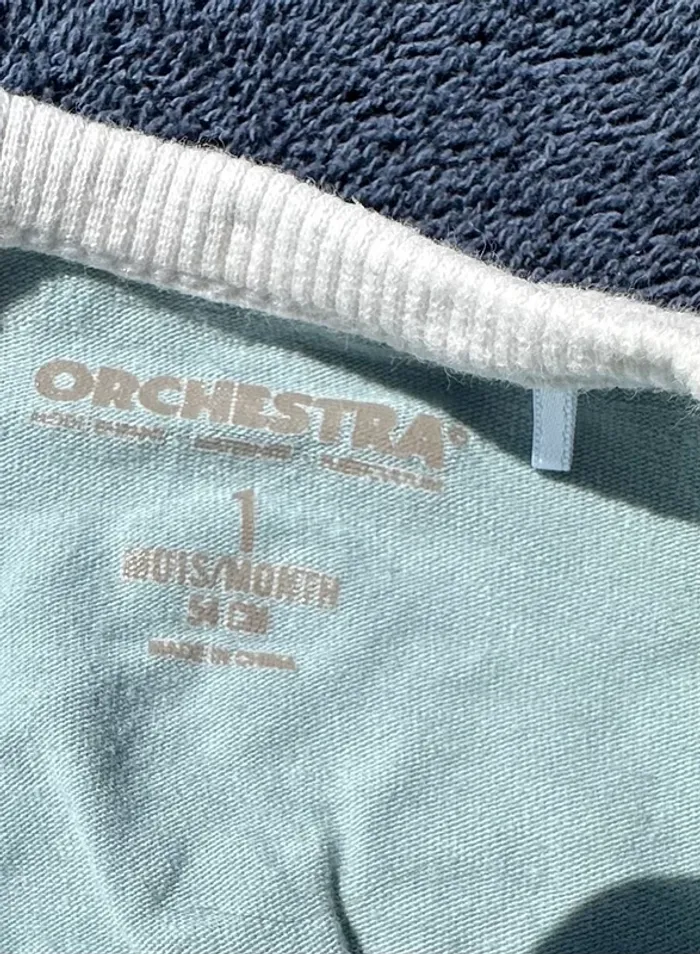 ORCHESTRA®
1
MOIS/MONTH
54 CM
MADE IN CHINA